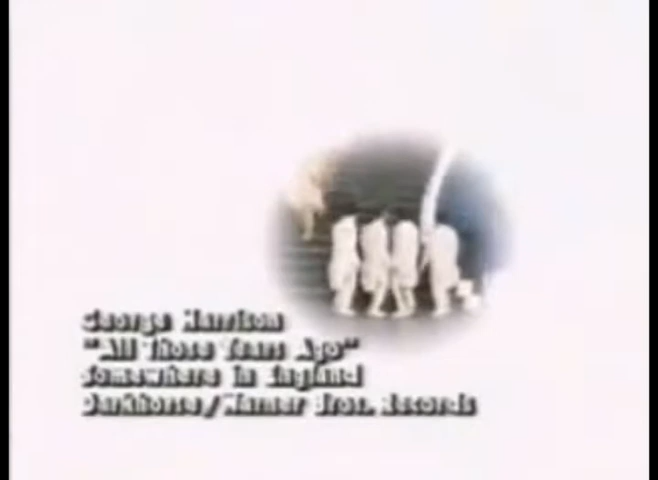 George Harrison
"All Those Years Ago"
Somewhere in England
Darkhorse/Warner Bros. Records